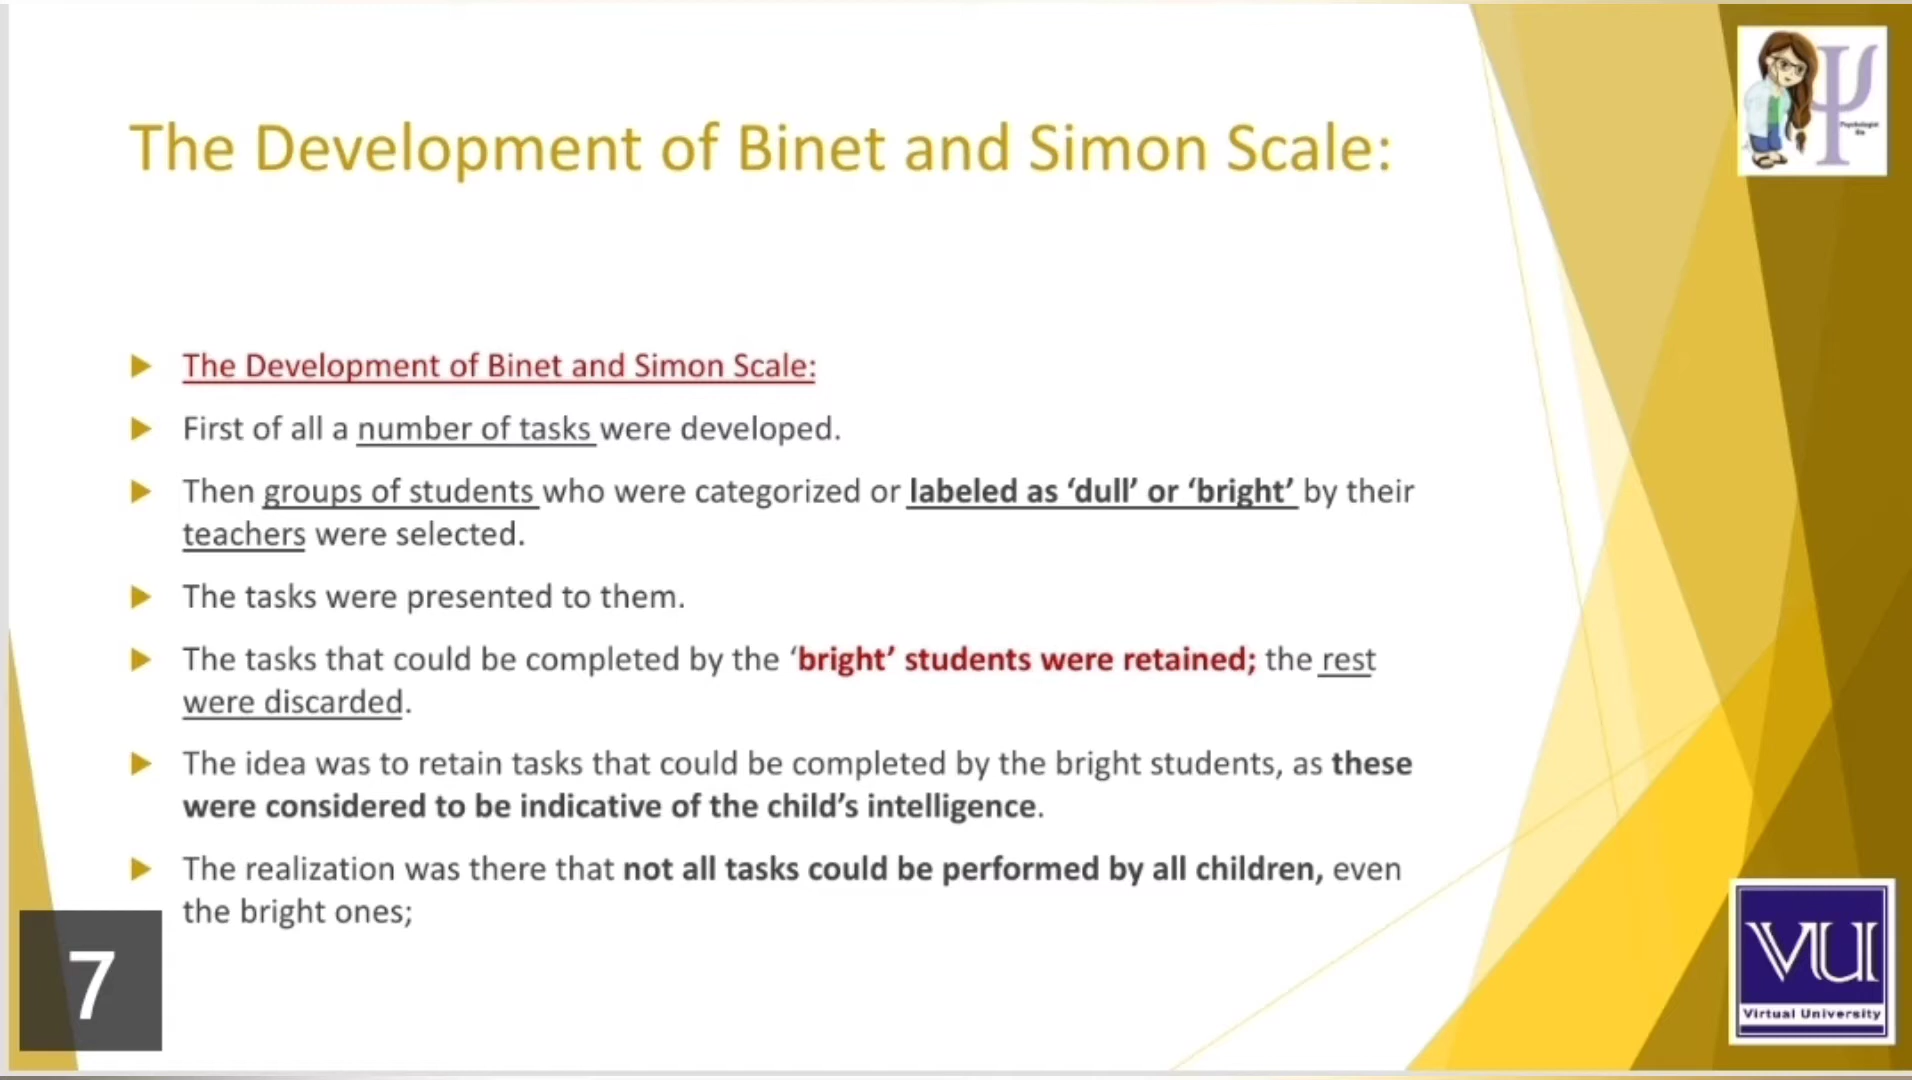 The Development of Binet and Simon Scale:
The Development of Binet and Simon Scale:
First of all a number of tasks were developed.
Then groups of students who were categorized or labeled as ‘dull’ or ‘bright’ by their
teachers were selected.
The tasks were presented to them.
The tasks that could be completed by the ‘bright’ students were retained; the rest
were discarded.
The idea was to retain tasks that could be completed by the bright students, as these
were considered to be indicative of the child’s intelligence.
The realization was there that not all tasks could be performed by all children, even
the bright ones;
7
Ψ
Psychologist
VU
Virtual University